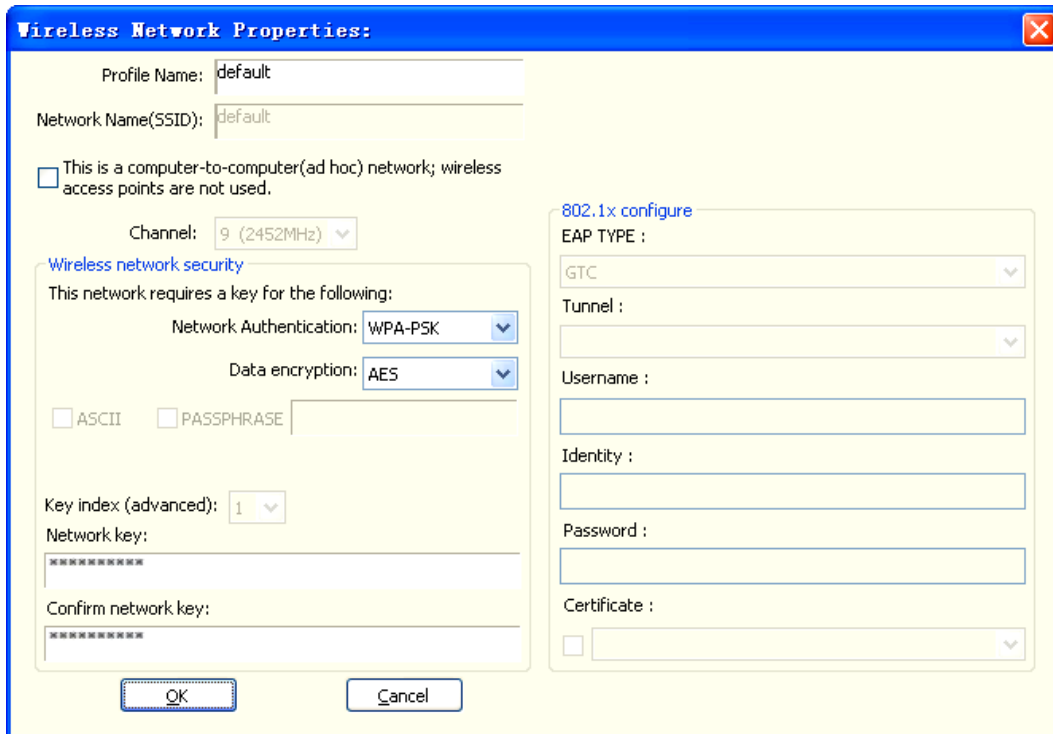 Wireless Network Properties:
Profile Name: default
Network Name(SSID): default
This is a computer-to-computer(ad hoc) network; wireless
access points are not used.
Channel: 9 (2452MHz)
Wireless network security
This network requires a key for the following:
Network Authentication: WPA-PSK
Data encryption: AES
ASCII PASSPHRASE
Key index (advanced): 1
Network key:
**********
Confirm network key:
**********
OK Cancel
802.1x configure
EAP TYPE :
GTC
Tunnel :
Username :
Identity :
Password :
Certificate :